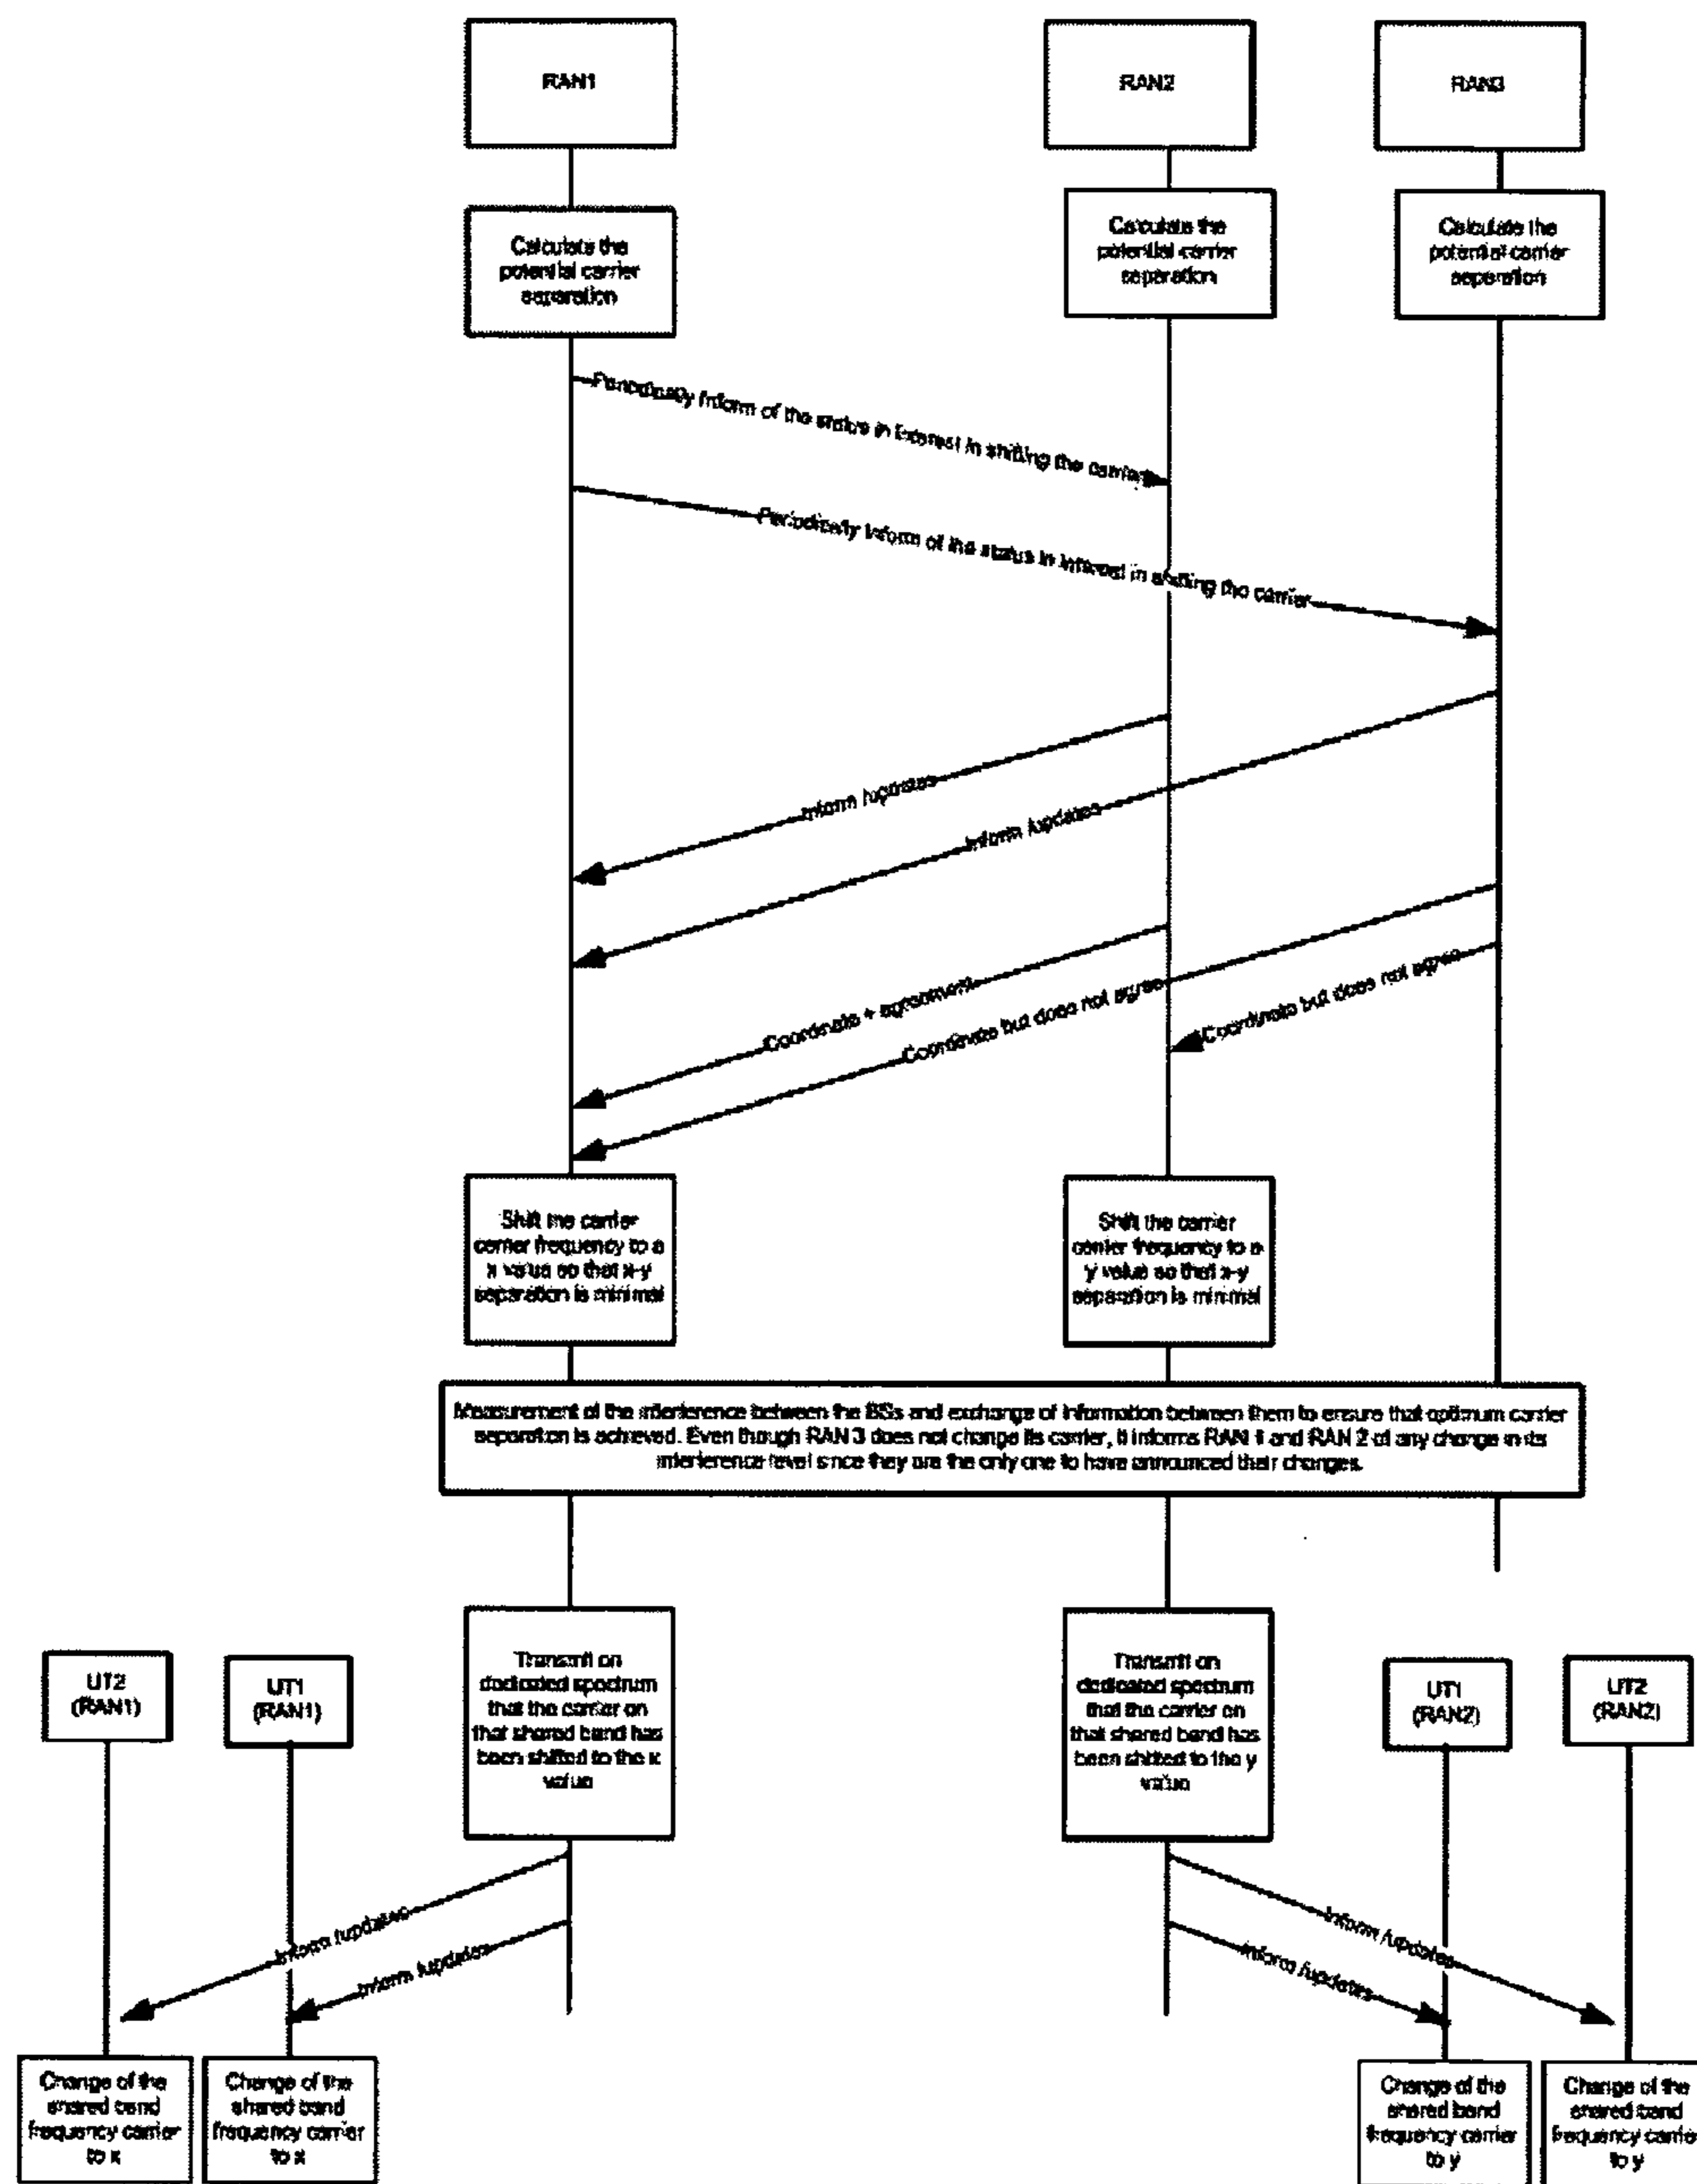 RAN1
RAN2
RAN3
Calculate the
potential carrier
separation
Calculate the
potential carrier
separation
Calculate the
potential carrier
separation
Periodically inform of the status in interest in shifting the carrier
Periodically inform of the status in interest in shifting the carrier
Inform /updates
Inform /updates
Coordinate + agreement
Coordinate but does not agree
Coordinate but does not agree
Shift the carrier
center frequency to a
x value so that x-y
separation is minimal
Shift the carrier
center frequency to a
y value so that x-y
separation is minimal
Measurement of the interference between the BSs and exchange of information between them to ensure that optimum carrier
separation is achieved. Even though RAN 3 does not change its carrier, it informs RAN 1 and RAN 2 of any change in its
interference level since they are the only one to have announced their changes.
UT2
(RAN1)
UT1
(RAN1)
Transmit on
dedicated spectrum
that the carrier on
that shared band has
been shifted to the x
value
Transmit on
dedicated spectrum
that the carrier on
that shared band has
been shifted to the y
value
UT1
(RAN2)
UT2
(RAN2)
Inform /updates
Inform /updates
Inform /updates
Inform /updates
Change of the
shared band
frequency carrier
to x
Change of the
shared band
frequency carrier
to x
Change of the
shared band
frequency carrier
to y
Change of the
shared band
frequency carrier
to y